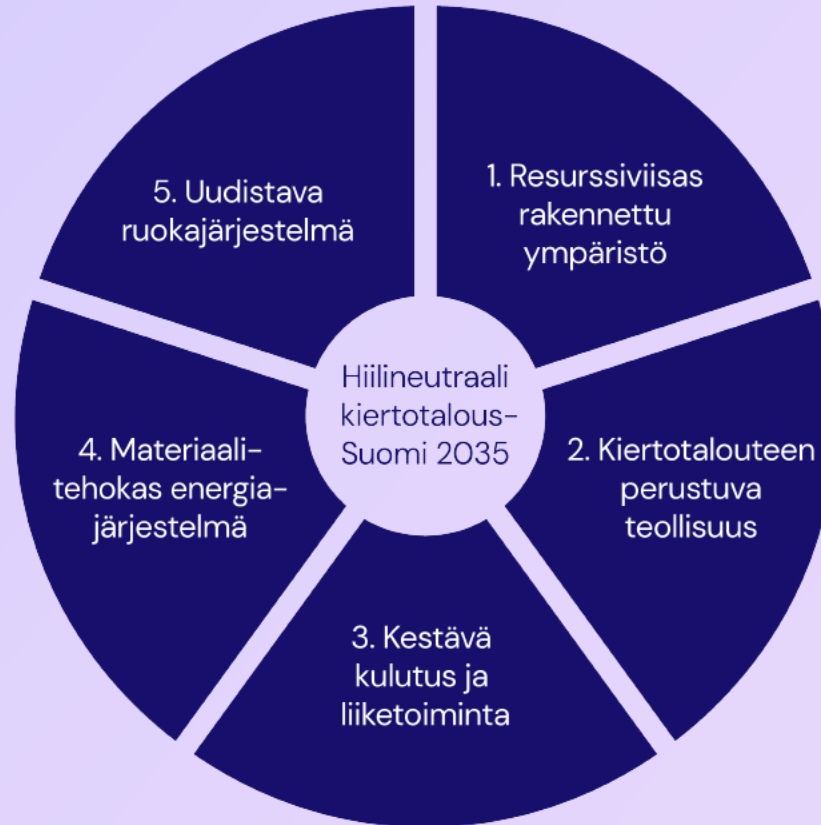 1. Resurssiviisas
rakennettu
ympäristö
2. Kiertotalouteen
perustuva
teollisuus
3. Kestävä
kulutus ja
liiketoiminta
4. Materiaali-
tehokas energia-
järjestelmä
5. Uudistava
ruokajärjestelmä
Hiilineutraali
kiertotalous-
Suomi 2035